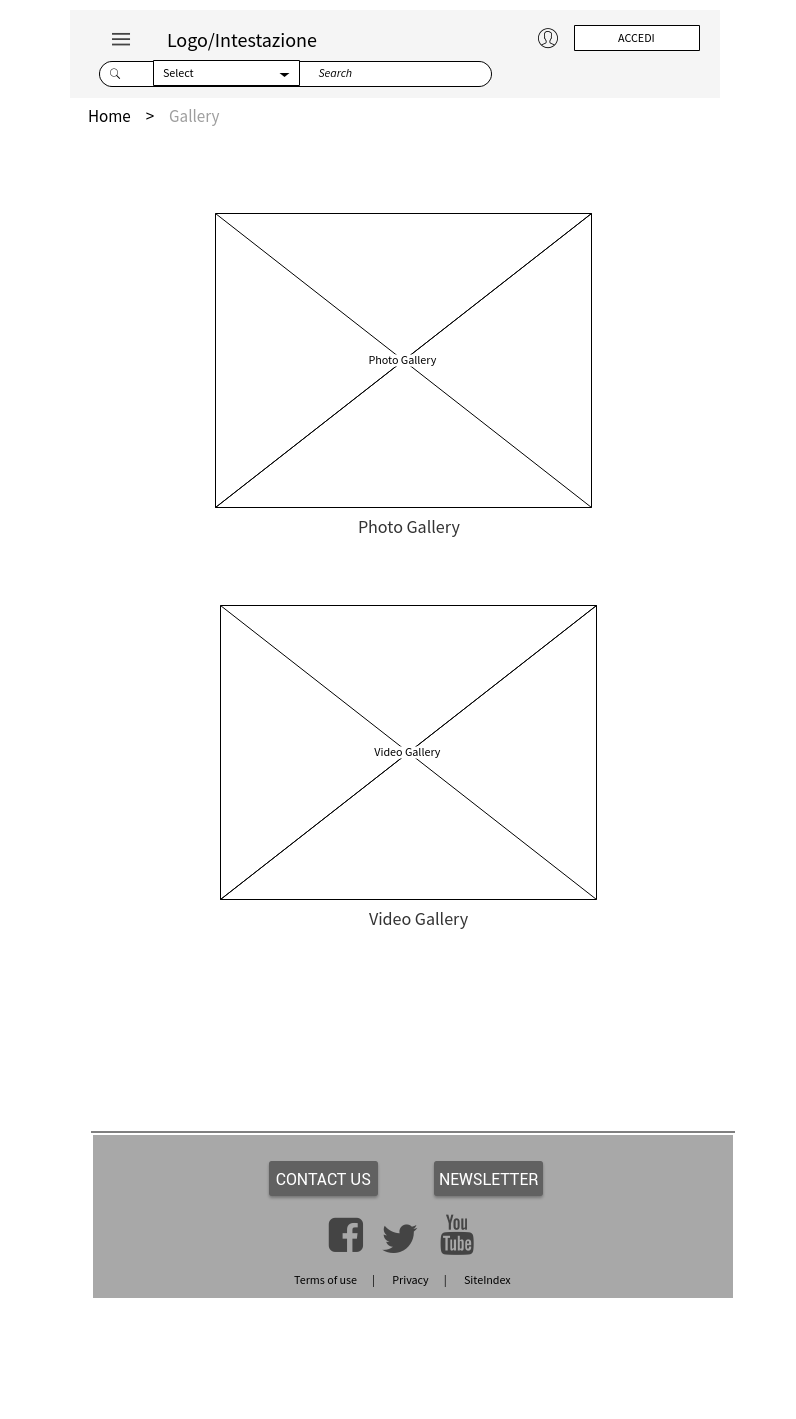 Logo/Intestazione
ACCEDI
Select
Search
Home > Gallery
Photo Gallery
Photo Gallery
Video Gallery
Video Gallery
CONTACT US
NEWSLETTER
You
Tube
Terms of use | Privacy | SiteIndex